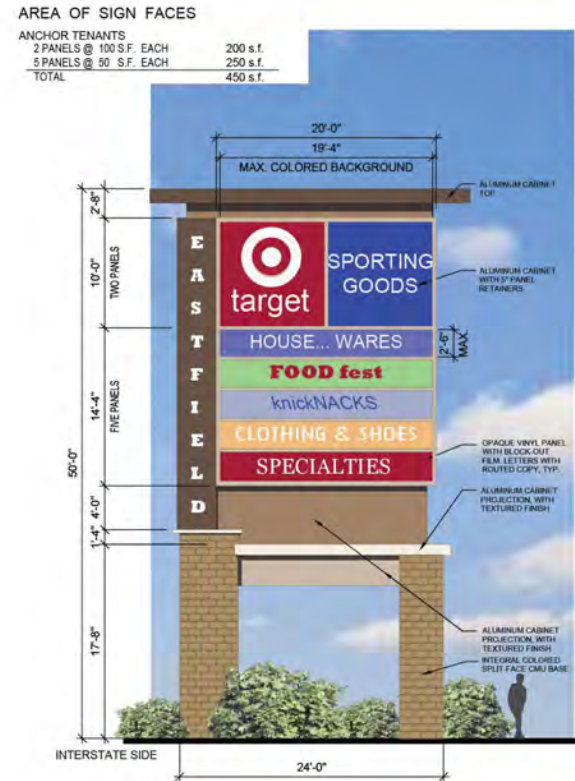 AREA OF SIGN FACES
ANCHOR TENANTS
2 PANELS @ 100 S.F. EACH 200 s.f.
5 PANELS @ 50 S.F. EACH 250 s.f.
TOTAL 450 s.f.
20'-0"
19'-4"
MAX. COLORED BACKGROUND
2'-8"
ALUMINUM CABINET
TOP
EASTFIELD
10'-0"
TWO PANELS
target
SPORTING
GOODS
ALUMINUM CABINET
WITH 5" PANEL
RETAINERS
HOUSE... WARES
2'-6"
MAX.
FOOD fest
knickNACKS
CLOTHING & SHOES
SPECIALTIES
14'-4"
FIVE PANELS
50'-0"
OPAQUE VINYL PANEL
WITH BLOCK-OUT
FILM. LETTERS WITH
ROUTED COPY, TYP.
4'-0"
ALUMINUM CABINET
PROJECTION, WITH
TEXTURED FINISH
1'-4"
17'-8"
ALUMINUM CABINET
PROJECTION, WITH
TEXTURED FINISH
INTEGRAL COLORED
SPLIT FACE CMU BASE
INTERSTATE SIDE
24'-0"